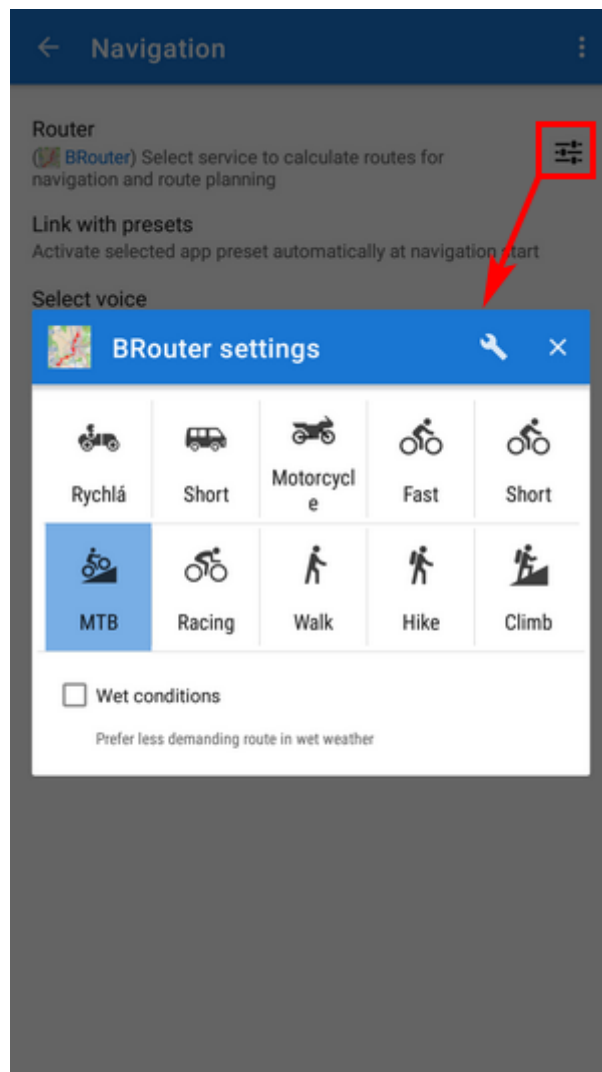 Navigation
Router
(BRouter) Select service to calculate routes for
navigation and route planning
Link with presets
Activate selected app preset automatically at navigation start
Select voice
BRouter settings
Rychlá
Short
Motorcycl
e
Fast
Short
MTB
Racing
Walk
Hike
Climb
Wet conditions
Prefer less demanding route in wet weather